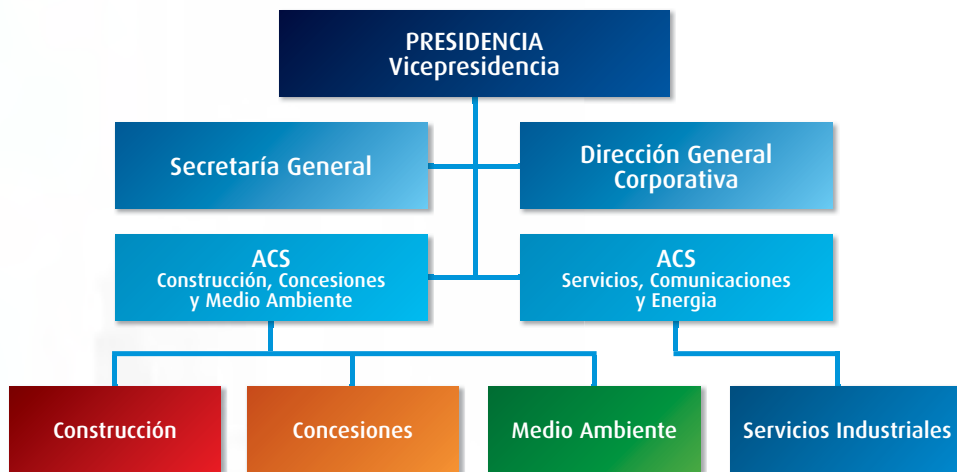 PRESIDENCIA
Vicepresidencia
Secretaría General
Dirección General
Corporativa
ACS
Construcción, Concesiones
y Medio Ambiente
ACS
Servicios, Comunicaciones
y Energia
Construcción
Concesiones
Medio Ambiente
Servicios Industriales